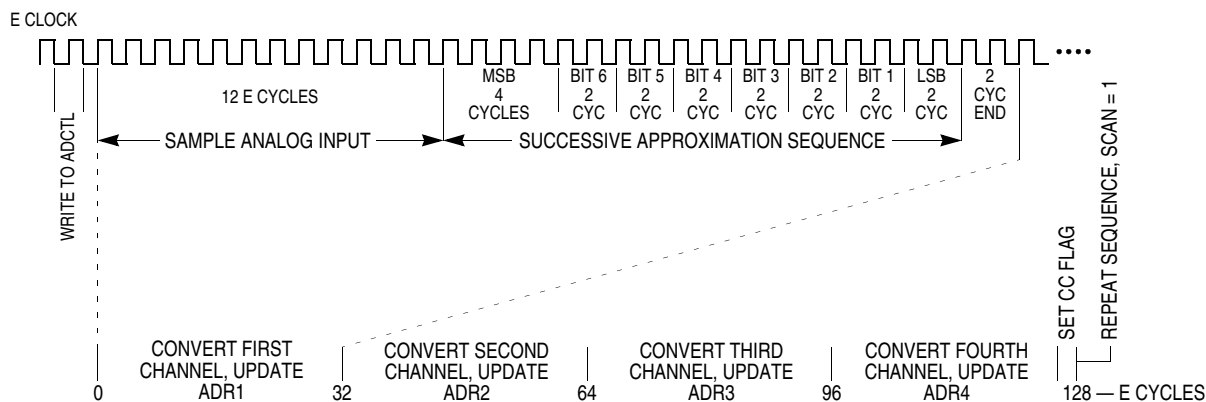 E CLOCK
WRITE TO ADCTL
12 E CYCLES
MSB
4
CYCLES
BIT 6
2
CYC
BIT 5
2
CYC
BIT 4
2
CYC
BIT 3
2
CYC
BIT 2
2
CYC
BIT 1
2
CYC
LSB
2
CYC
2
CYC
END
SAMPLE ANALOG INPUT
SUCCESSIVE APPROXIMATION SEQUENCE
SET CC FLAG
REPEAT SEQUENCE, SCAN = 1
CONVERT FIRST
CHANNEL, UPDATE
ADR1
CONVERT SECOND
CHANNEL, UPDATE
ADR2
CONVERT THIRD
CHANNEL, UPDATE
ADR3
CONVERT FOURTH
CHANNEL, UPDATE
ADR4
0
32
64
96
128 — E CYCLES